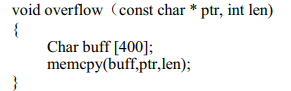 void overflow（const char * ptr, int len)
{
Char buff [400];
memcpy(buff,ptr,len);
}